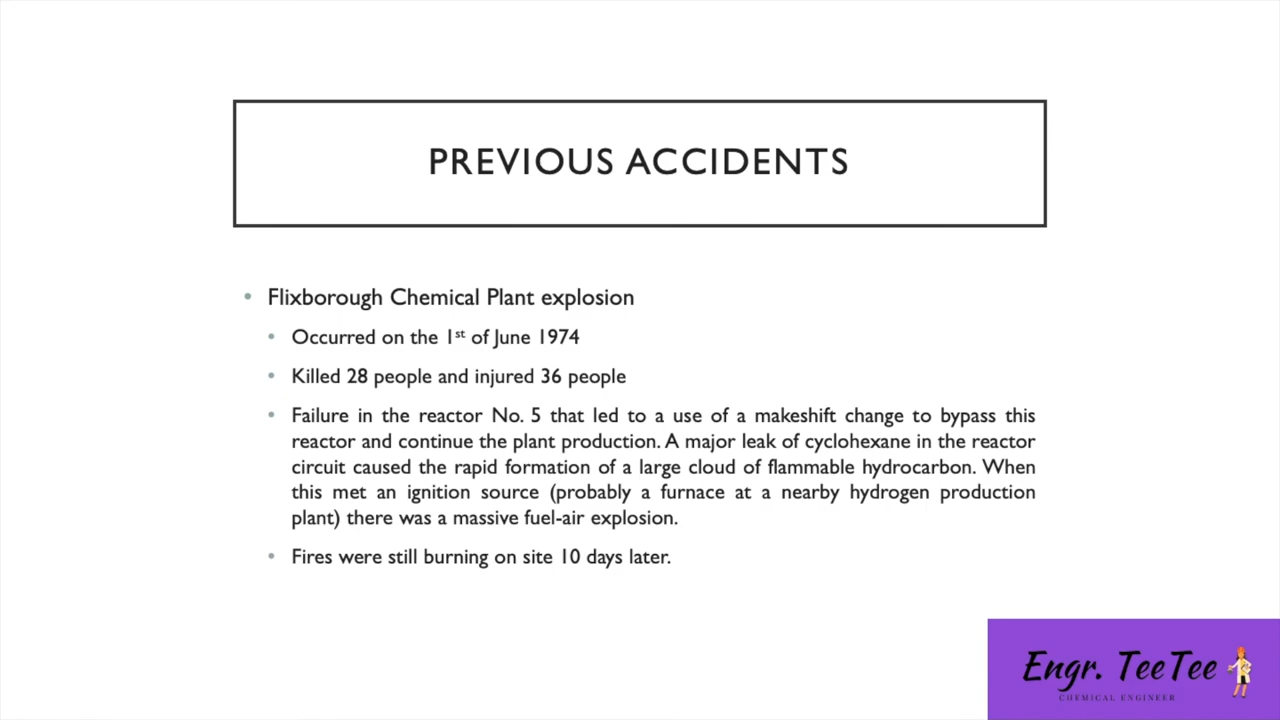 PREVIOUS ACCIDENTS
• Flixborough Chemical Plant explosion
• Occurred on the 1st of June 1974
• Killed 28 people and injured 36 people
• Failure in the reactor No. 5 that led to a use of a makeshift change to bypass this
reactor and continue the plant production. A major leak of cyclohexane in the reactor
circuit caused the rapid formation of a large cloud of flammable hydrocarbon. When
this met an ignition source (probably a furnace at a nearby hydrogen production
plant) there was a massive fuel-air explosion.
• Fires were still burning on site 10 days later.
Engr. TeeTee
CHEMICAL ENGINEER